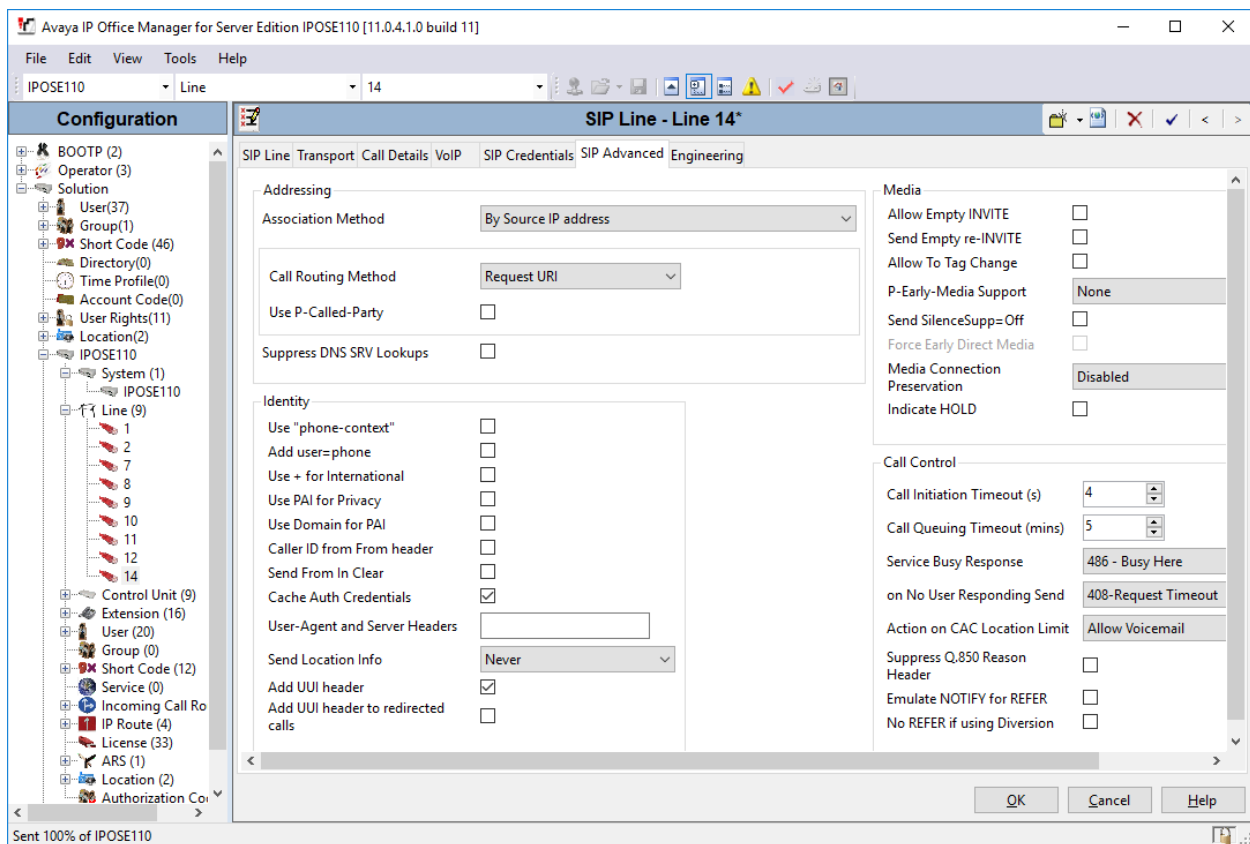 Avaya IP Office Manager for Server Edition IPOSE110 [11.0.4.1.0 build 11]
File Edit View Tools Help
IPOSE110 Line 14
Configuration
BOOTP (2)
Operator (3)
Solution
User(37)
Group(1)
Short Code (46)
Directory(0)
Time Profile(0)
Account Code(0)
User Rights(11)
Location(2)
IPOSE110
System (1)
IPOSE110
Line (9)
1
2
7
8
9
10
11
12
14
Control Unit (9)
Extension (16)
User (20)
Group (0)
Short Code (12)
Service (0)
Incoming Call Ro
IP Route (4)
License (33)
ARS (1)
Location (2)
Authorization Co
SIP Line - Line 14*
SIP Line Transport Call Details VoIP SIP Credentials SIP Advanced Engineering
Addressing
Association Method By Source IP address
Call Routing Method Request URI
Use P-Called-Party
Suppress DNS SRV Lookups
Identity
Use "phone-context"
Add user=phone
Use + for International
Use PAI for Privacy
Use Domain for PAI
Caller ID from From header
Send From In Clear
Cache Auth Credentials
User-Agent and Server Headers
Send Location Info Never
Add UUI header
Add UUI header to redirected
calls
Media
Allow Empty INVITE
Send Empty re-INVITE
Allow To Tag Change
P-Early-Media Support None
Send SilenceSupp=Off
Force Early Direct Media
Media Connection
Preservation Disabled
Indicate HOLD
Call Control
Call Initiation Timeout (s) 4
Call Queuing Timeout (mins) 5
Service Busy Response 486 - Busy Here
on No User Responding Send 408-Request Timeout
Action on CAC Location Limit Allow Voicemail
Suppress Q.850 Reason
Header
Emulate NOTIFY for REFER
No REFER if using Diversion
OK Cancel Help
Sent 100% of IPOSE110